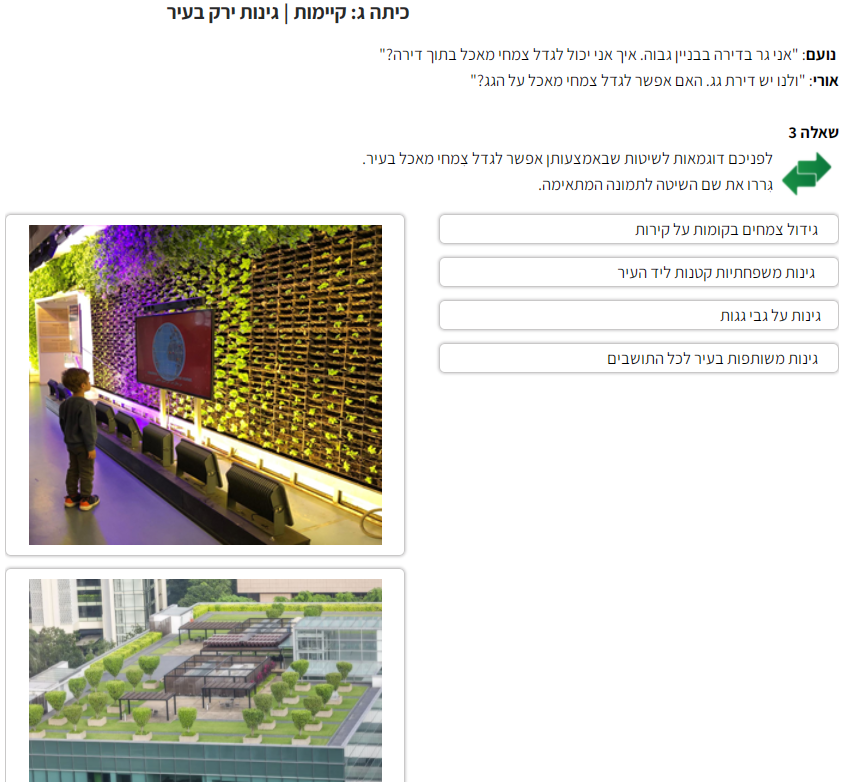 כיתה ג: קיימות | גינות ירק בעיר
נועם: "אני גר בדירה בבניין גבוה. איך אני יכול לגדל צמחי מאכל בתוך דירה?"
אורי: "ולנו יש דירת גג. האם אפשר לגדל צמחי מאכל על הגג?"
שאלה 3
לפניכם דוגמאות לשיטות שבאמצעותן אפשר לגדל צמחי מאכל בעיר.
גררו את שם השיטה לתמונה המתאימה.
גידול צמחים בקומות על קירות
גינות משפחתיות קטנות ליד העיר
גינות על גבי גגות
גינות משותפות בעיר לכל התושבים